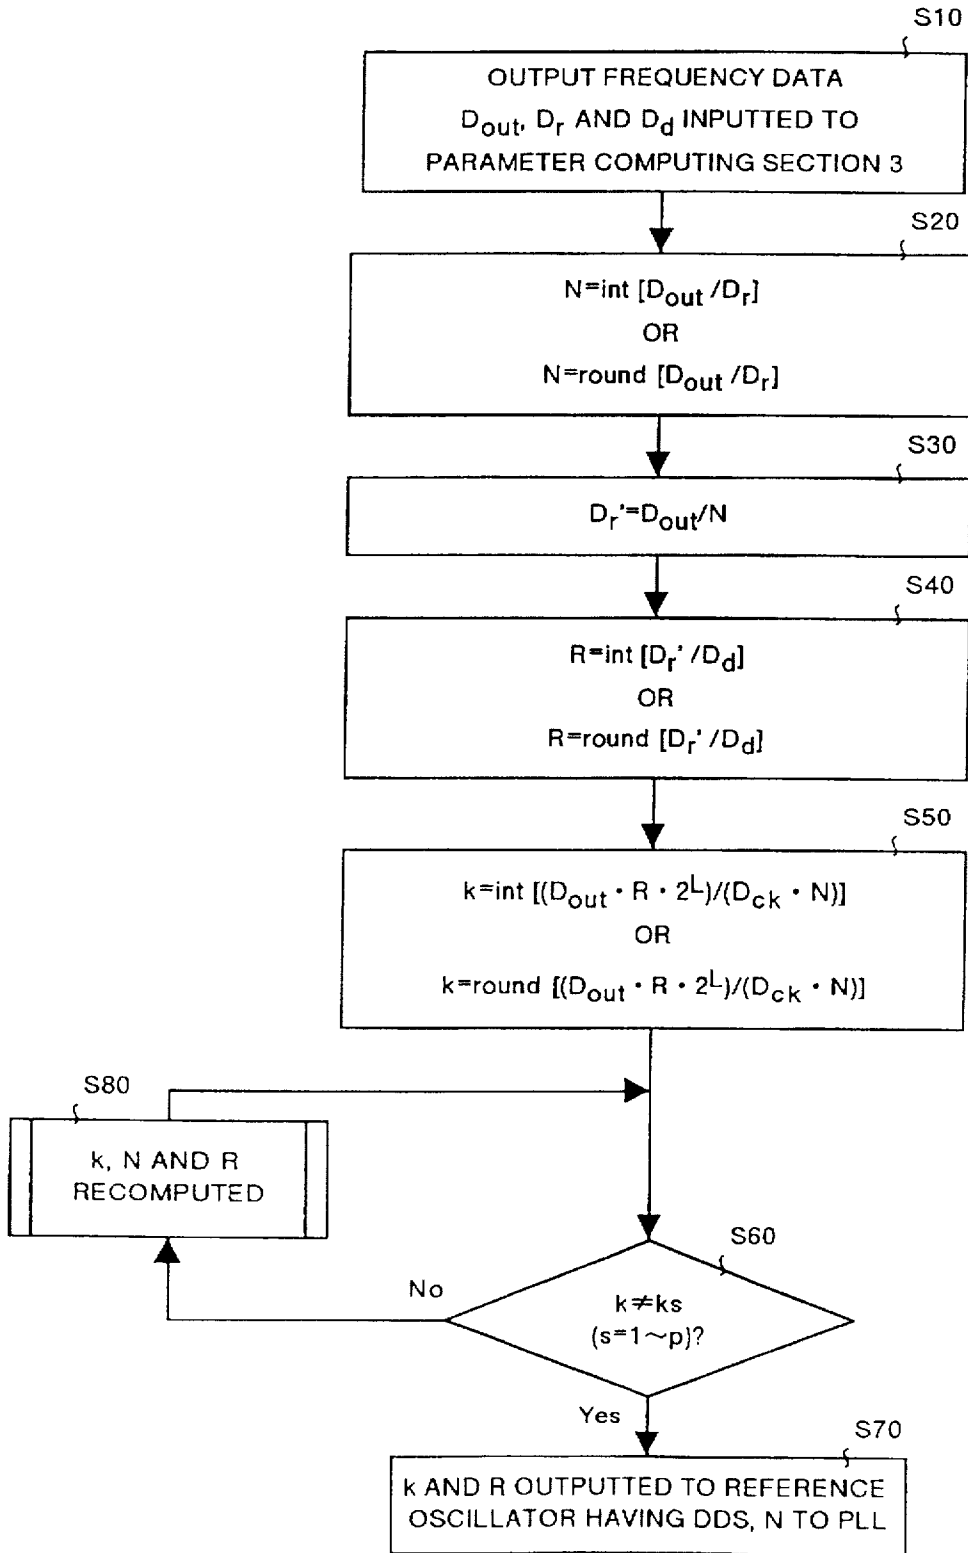 S10
OUTPUT FREQUENCY DATA
Dout, Dr AND Dd INPUTTED TO
PARAMETER COMPUTING SECTION 3
S20
N=int [Dout /Dr]
OR
N=round [Dout /Dr]
S30
Dr'=Dout/N
S40
R=int [Dr' /Dd]
OR
R=round [Dr' /Dd]
S50
k=int [(Dout・R・2^L)/(Dck・N)]
OR
k=round [(Dout・R・2^L)/(Dck・N)]
S80
k, N AND R
RECOMPUTED
S60
No
k≠ks
(s=1~p)?
Yes
S70
k AND R OUTPUTTED TO REFERENCE
OSCILLATOR HAVING DDS, N TO PLL